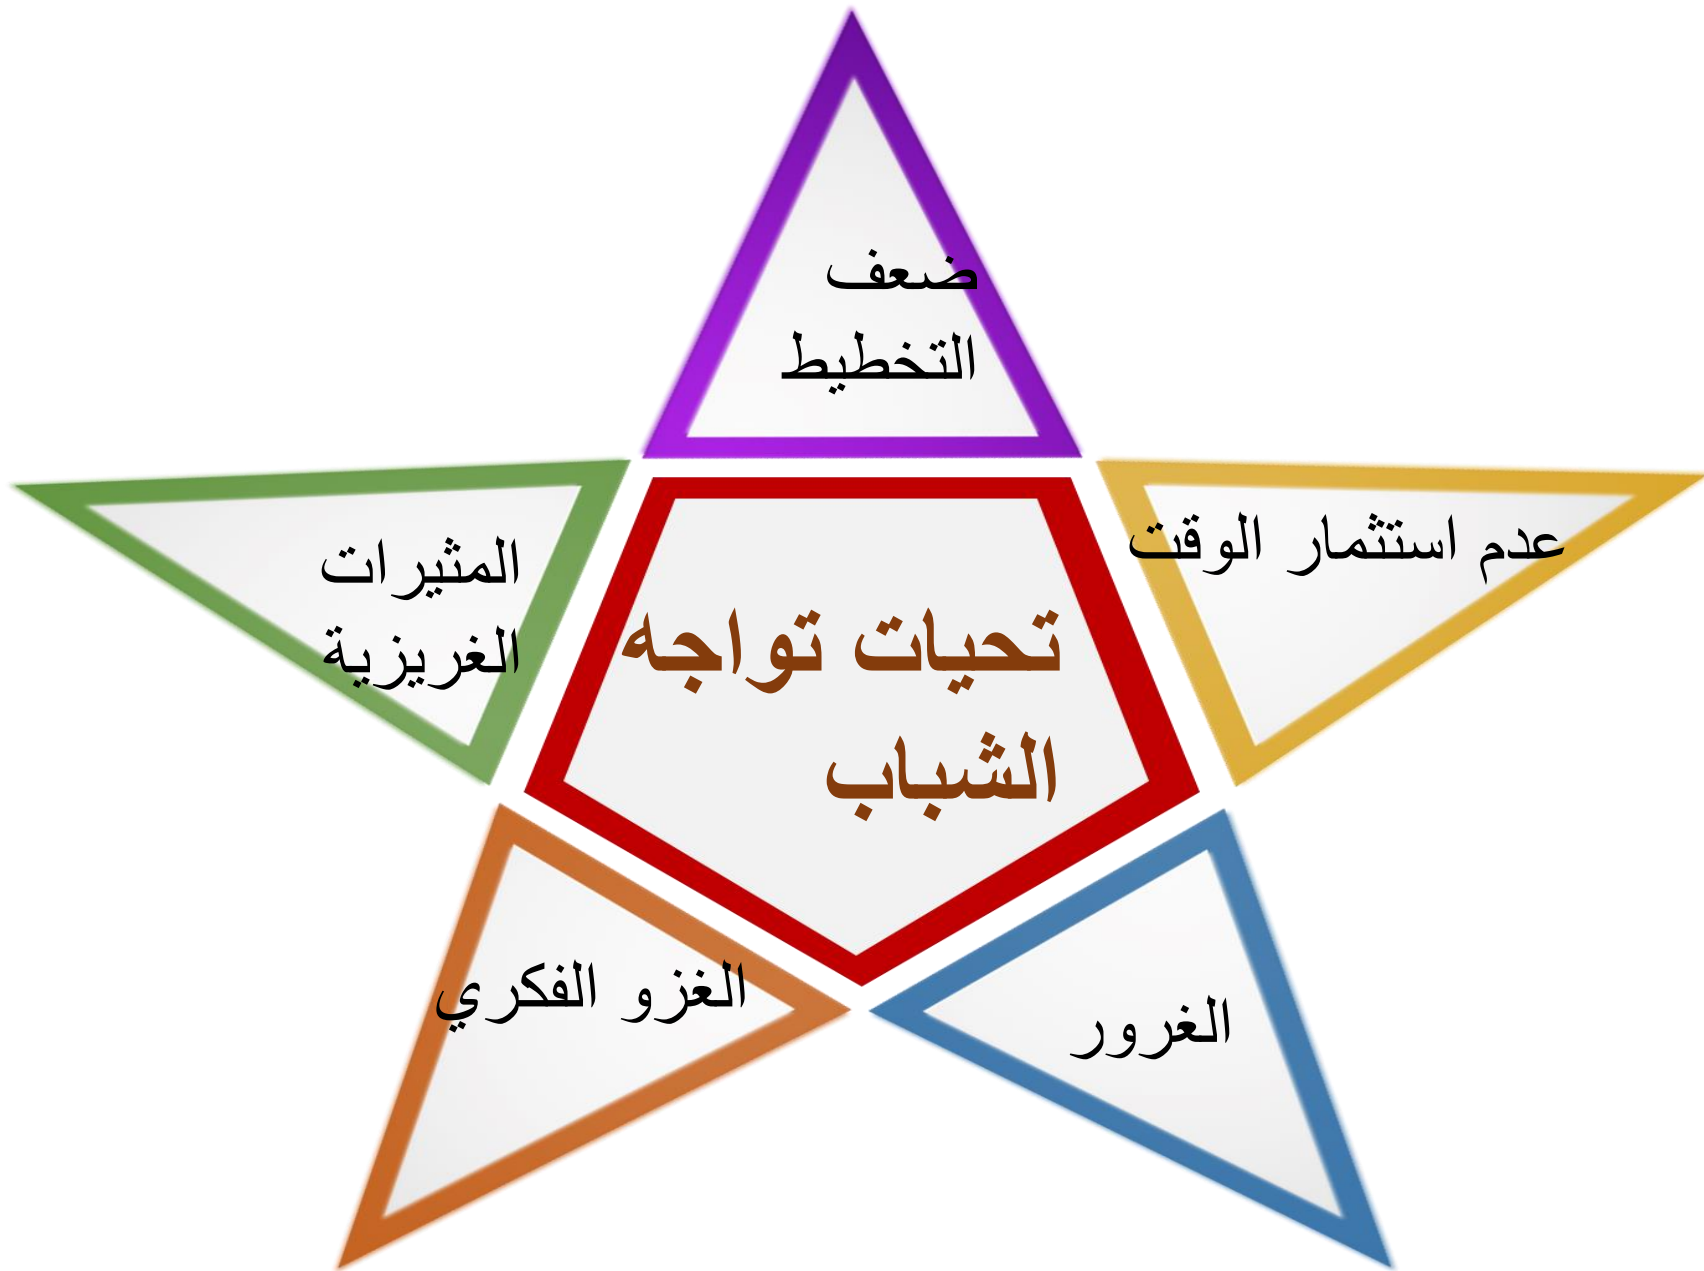 ضعف
التخطيط
عدم استثمار الوقت
المثيرات
الغريزية
تحيات تواجه
الشباب
الغزو الفكري
الغرور